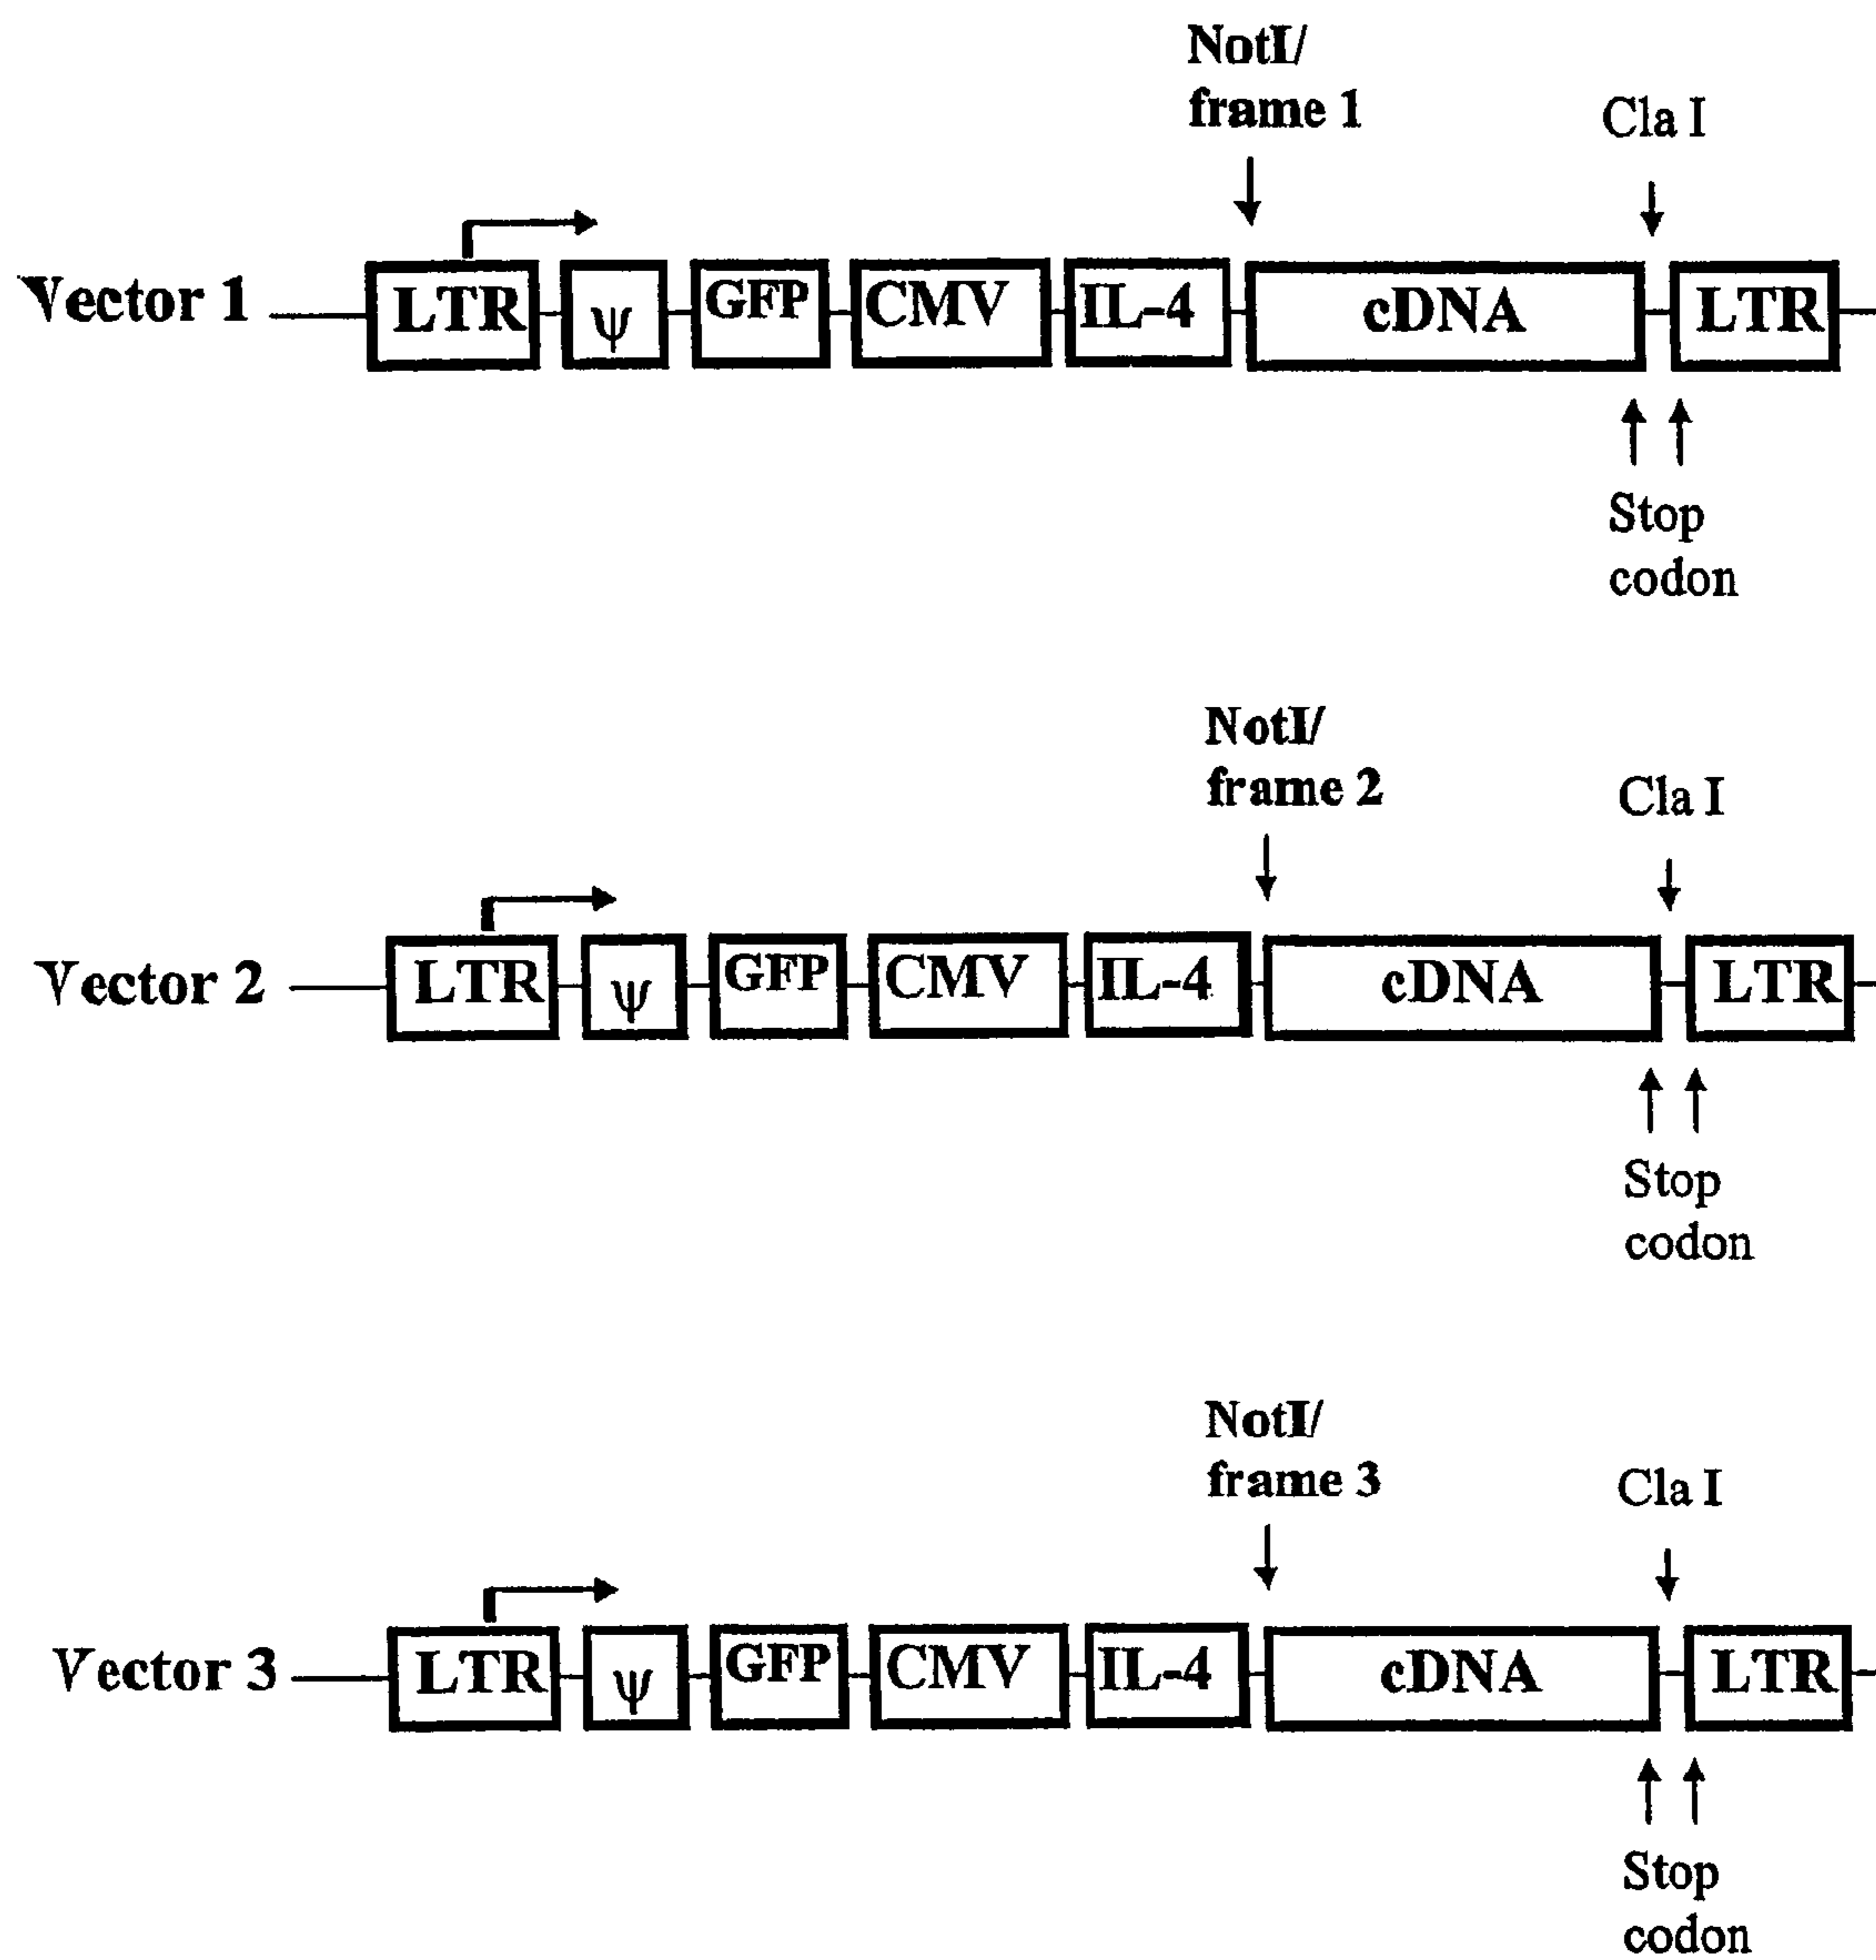 NotI/
frame 1
Cla I
Vector 1
LTR ψ GFP CMV IL-4 cDNA LTR
Stop
codon
NotI/
frame 2
Cla I
Vector 2
LTR ψ GFP CMV IL-4 cDNA LTR
Stop
codon
NotI/
frame 3
Cla I
Vector 3
LTR ψ GFP CMV IL-4 cDNA LTR
Stop
codon